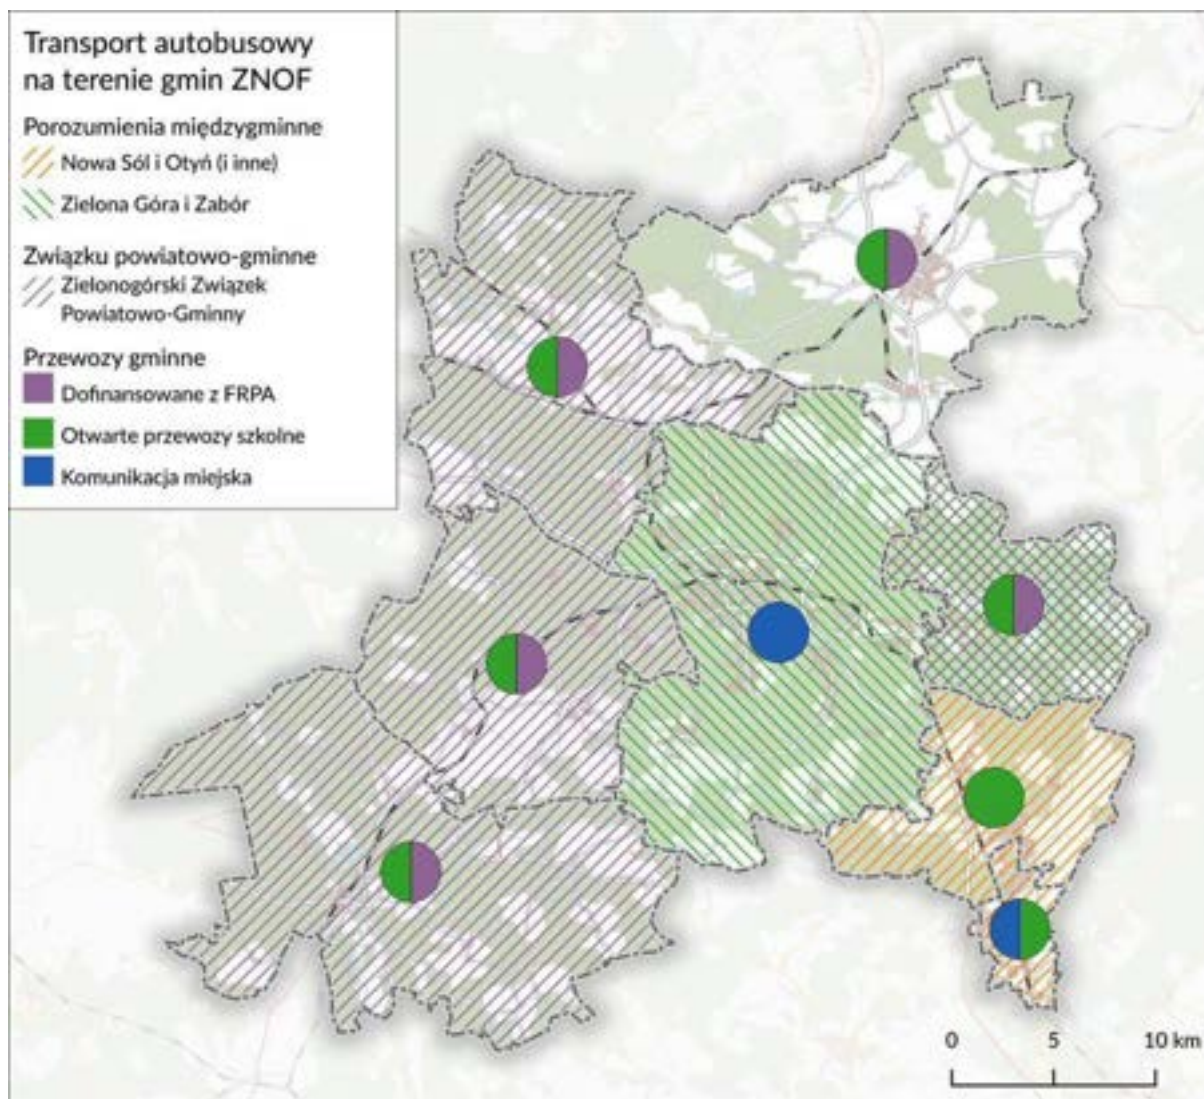 Transport autobusowy
na terenie gmin ZNOF
Porozumienia międzygminne
Nowa Sól i Otyń (i inne)
Zielona Góra i Zabór
Związku powiatowo-gminne
Zielonogórski Związek
Powiatowo-Gminny
Przewozy gminne
Dofinansowane z FRPA
Otwarte przewozy szkolne
Komunikacja miejska
0 5 10 km